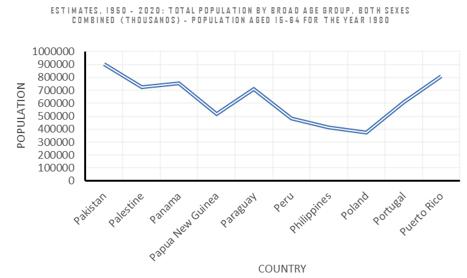 ESTIMATES, 1950 - 2020: TOTAL POPULATION BY BROAD AGE GROUP, BOTH SEXES
COMBINED (THOUSANDS) - POPULATION AGED 15-64 FOR THE YEAR 1980
1000000
900000
800000
700000
600000
500000
400000
300000
200000
100000
0
POPULATION
Pakistan
Palestine
Panama
Papua New Guinea
Paraguay
Peru
Philippines
Poland
Portugal
Puerto Rico
COUNTRY